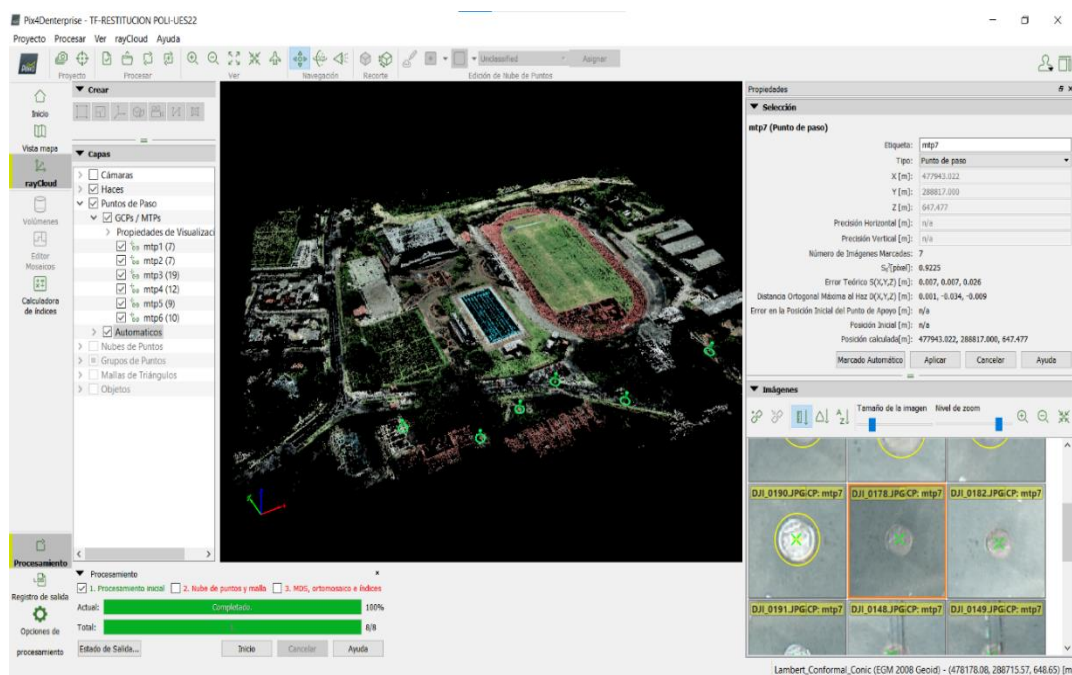 Pix4Denterprise - TF-RESTITUCION POLI-UES22
Proyecto Procesar Ver rayCloud Ayuda
Unclassified
Asignar
Proyecto Procesar Ver Navegación Recorte Edición de Nube de Puntos
Inicio
Vista mapa
rayCloud
Volúmenes
Editor
Mosaicos
Calculadora
de índices
Procesamiento
Registro de salida
Opciones de
procesamiento
Crear
Capas
Cámaras
Haces
Puntos de Paso
GCPs / MTPs
Propiedades de Visualizaci
mtp1 (7)
mtp2 (7)
mtp3 (19)
mtp4 (12)
mtp5 (9)
mtp6 (10)
Automaticos
Nubes de Puntos
Grupos de Puntos
Mallas de Triángulos
Objetos
Procesamiento
1. Procesamiento inicial 2. Nube de puntos y malla 3. MDS, ortomosaico e índices
Actual: Completado. 100%
Total: 8/8
Estado de Salida... Inicio Cancelar Ayuda
Propiedades
Selección
mtp7 (Punto de paso)
Etiqueta: mtp7
Tipo: Punto de paso
X [m]: 477943.022
Y [m]: 288817.000
Z [m]: 647.477
Precisión Horizontal [m]: n/a
Precisión Vertical [m]: n/a
Número de Imágenes Marcadas: 7
[pixel]: 0.9225
Error Teórico S(X,Y,Z) [m]: 0.007, 0.007, 0.026
Distancia Ortogonal Máxima al Haz D(X,Y,Z) [m]: 0.001, -0.034, -0.009
Error en la Posición Inicial del Punto de Apoyo [m]: n/a
Posición Inicial [m]: n/a
Posición calculada[m]: 477943.022, 288817.000, 647.477
Marcado Automático Aplicar Cancelar Ayuda
Imágenes
Tamaño de la imagen Nivel de zoom
DJI_0190.JPG CP: mtp7 DJI_0178.JPG CP: mtp7 DJI_0182.JPG CP: mtp7
DJI_0191.JPG CP: mtp7 DJI_0148.JPG CP: mtp7 DJI_0149.JPG CP: mtp7
Lambert_Conformal_Conic (EGM 2008 Geoid) - (478178.08, 288715.57, 648.65) [m